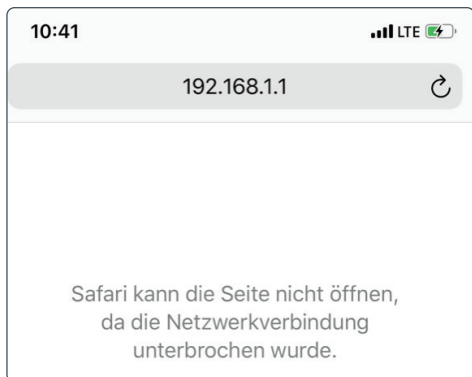 10:41
LTE
192.168.1.1
Safari kann die Seite nicht öffnen,
da die Netzwerkverbindung
unterbrochen wurde.